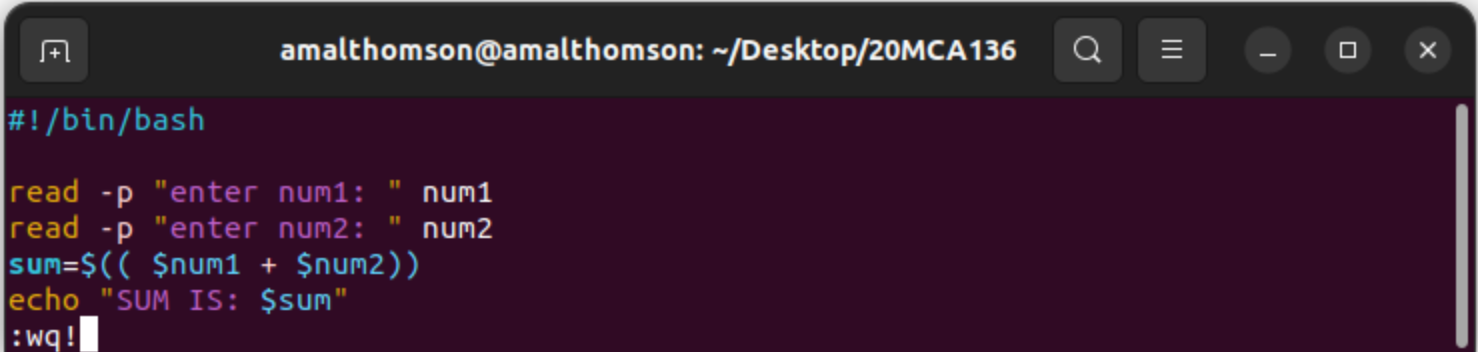 amalthomson@amalthomson: ~/Desktop/20MCA136
#!/bin/bash
read -p "enter num1: " num1
read -p "enter num2: " num2
sum=$(( $num1 + $num2))
echo "SUM IS: $sum"
:wq!